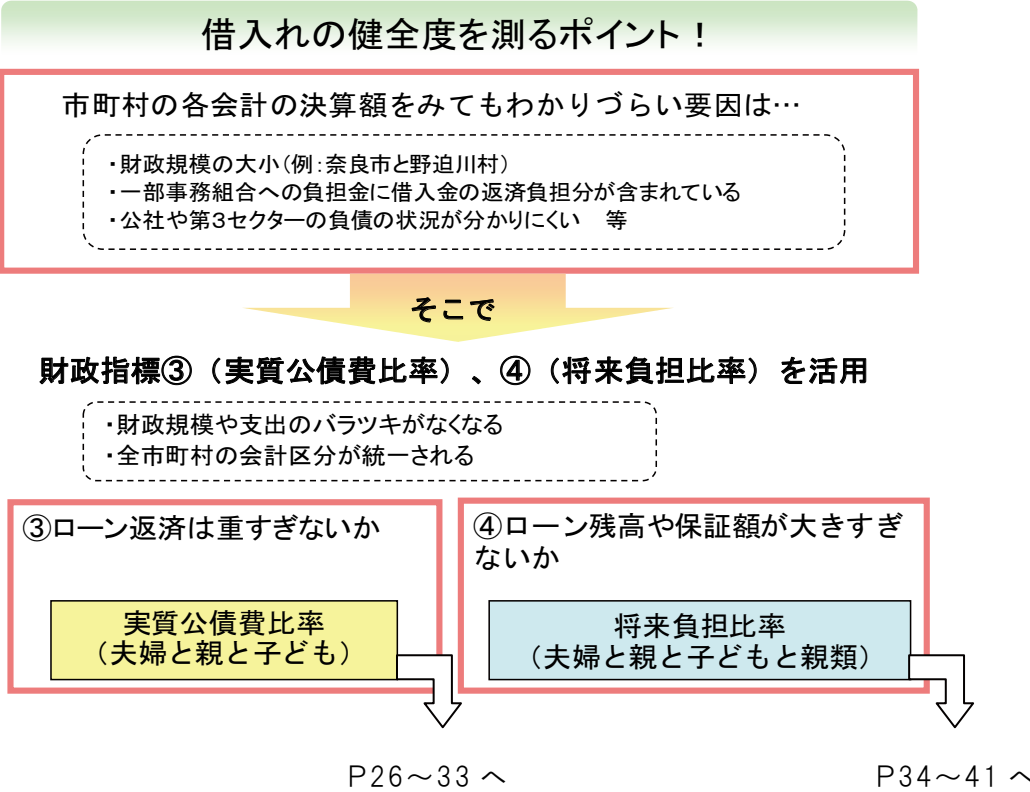 借入れの健全度を測るポイント！
市町村の各会計の決算額をみてもわかりづらい要因は…
・財政規模の大小（例：奈良市と野迫川村）
・一部事務組合への負担金に借入金の返済負担分が含まれている
・公社や第３セクターの負債の状況が分かりにくい　等
そこで
財政指標③（実質公債費比率）、④（将来負担比率）を活用
・財政規模や支出のバラツキがなくなる
・全市町村の会計区分が統一される
③ローン返済は重すぎないか
実質公債費比率
（夫婦と親と子ども）
④ローン残高や保証額が大きすぎ
ないか
将来負担比率
（夫婦と親と子どもと親類）
P26～33 へ
P34～41 へ